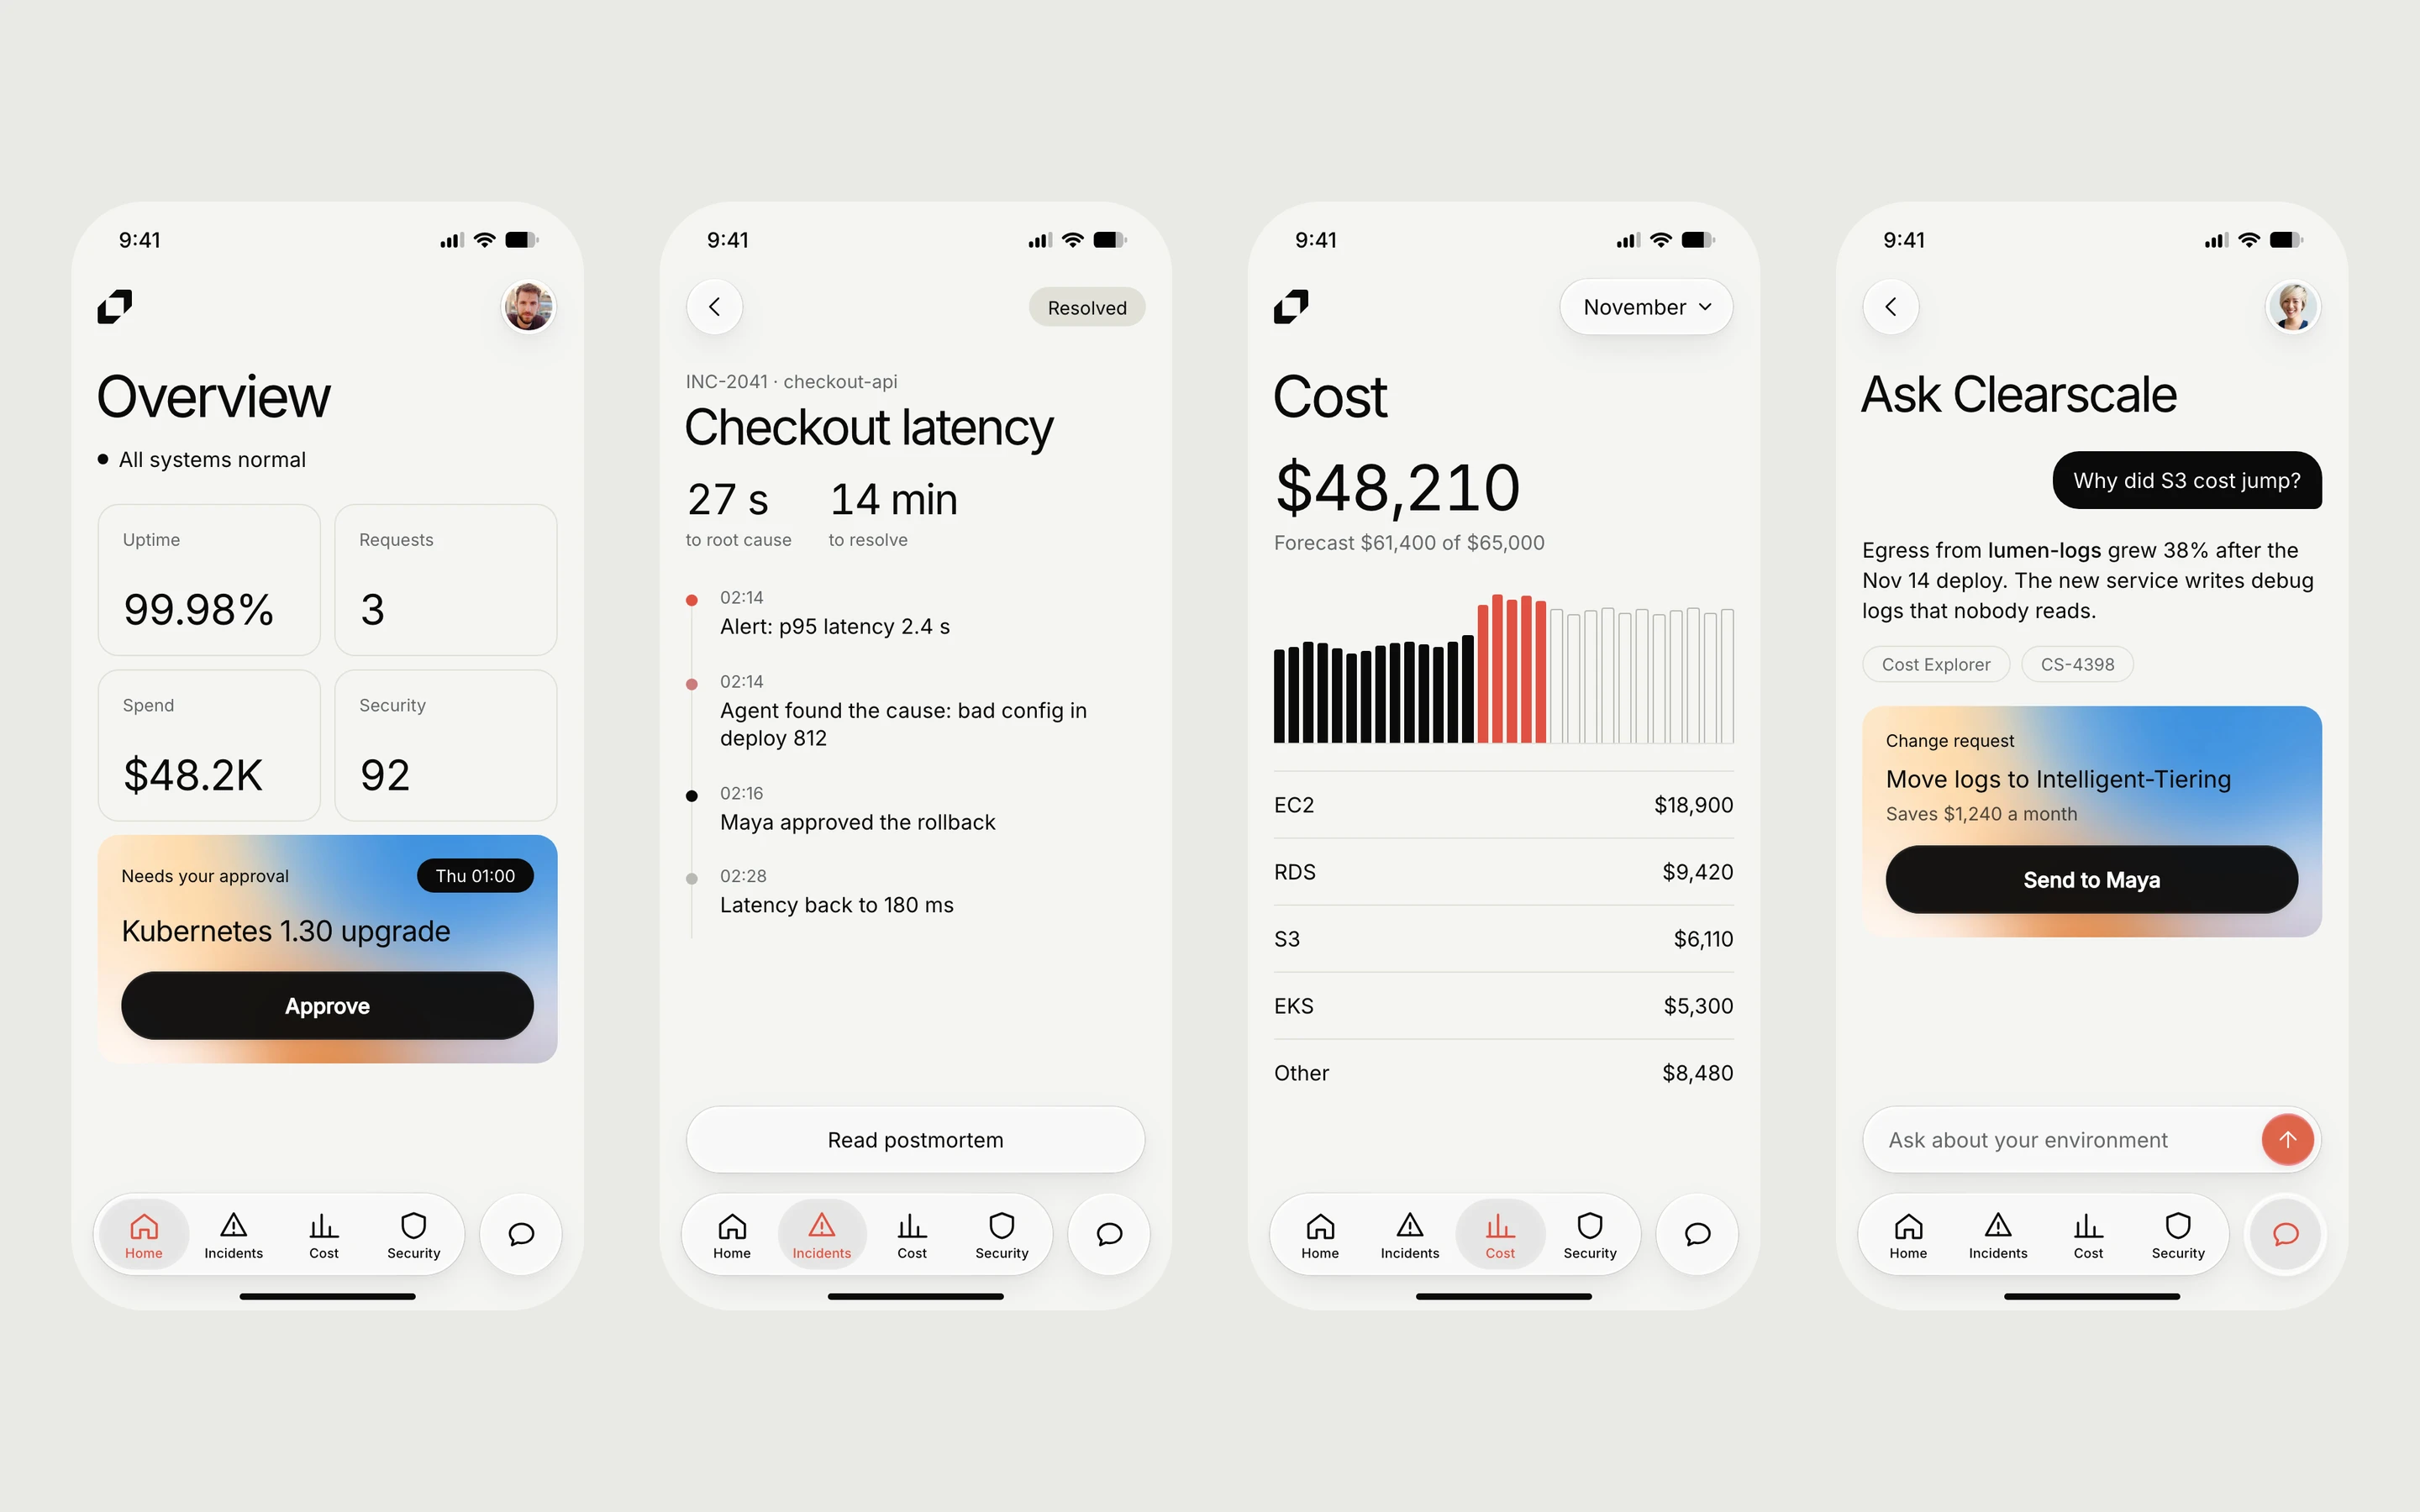 9:41
Overview
All systems normal
Uptime
99.98%
Requests
3
Spend
$48.2K
Security
92
Needs your approval
Thu 01:00
Kubernetes 1.30 upgrade
Approve
Home
Incidents
Cost
Security
9:41
Resolved
INC-2041 · checkout-api
Checkout latency
27 s
to root cause
14 min
to resolve
02:14
Alert: p95 latency 2.4 s
02:14
Agent found the cause: bad config in
deploy 812
02:16
Maya approved the rollback
02:28
Latency back to 180 ms
Read postmortem
Home
Incidents
Cost
Security
9:41
November
Cost
$48,210
Forecast $61,400 of $65,000
EC2
$18,900
RDS
$9,420
S3
$6,110
EKS
$5,300
Other
$8,480
Home
Incidents
Cost
Security
9:41
Ask Clearscale
Why did S3 cost jump?
Egress from lumen-logs grew 38% after the
Nov 14 deploy. The new service writes debug
logs that nobody reads.
Cost Explorer
CS-4398
Change request
Move logs to Intelligent-Tiering
Saves $1,240 a month
Send to Maya
Ask about your environment
Home
Incidents
Cost
Security